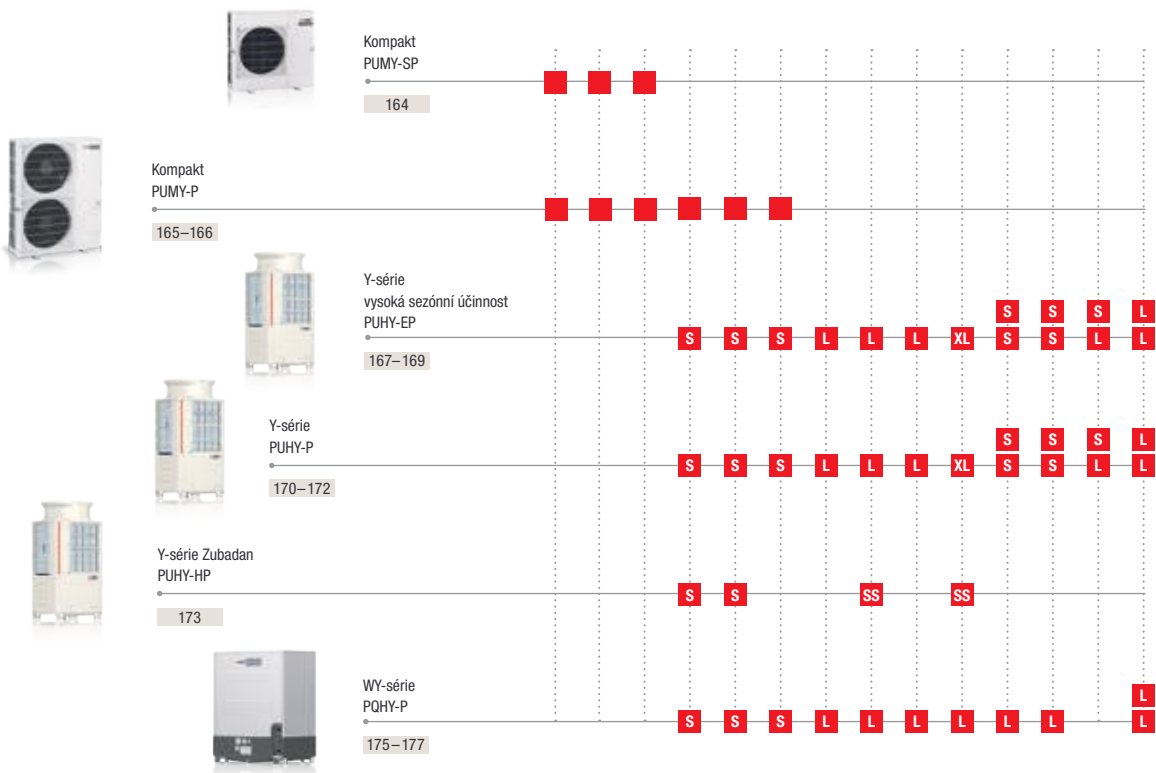 Kompakt
PUMY-SP
164
Kompakt
PUMY-P
165–166
Y-série
vysoká sezónní účinnost
PUHY-EP
S S S L
S S S L L L XL S S L L
167–169
Y-série
PUHY-P
S S S L
S S S L L L XL S S L L
170–172
Y-série Zubadan
PUHY-HP
S S SS SS
173
WY-série
PQHY-P
L
S S S L L L L L L L
175–177